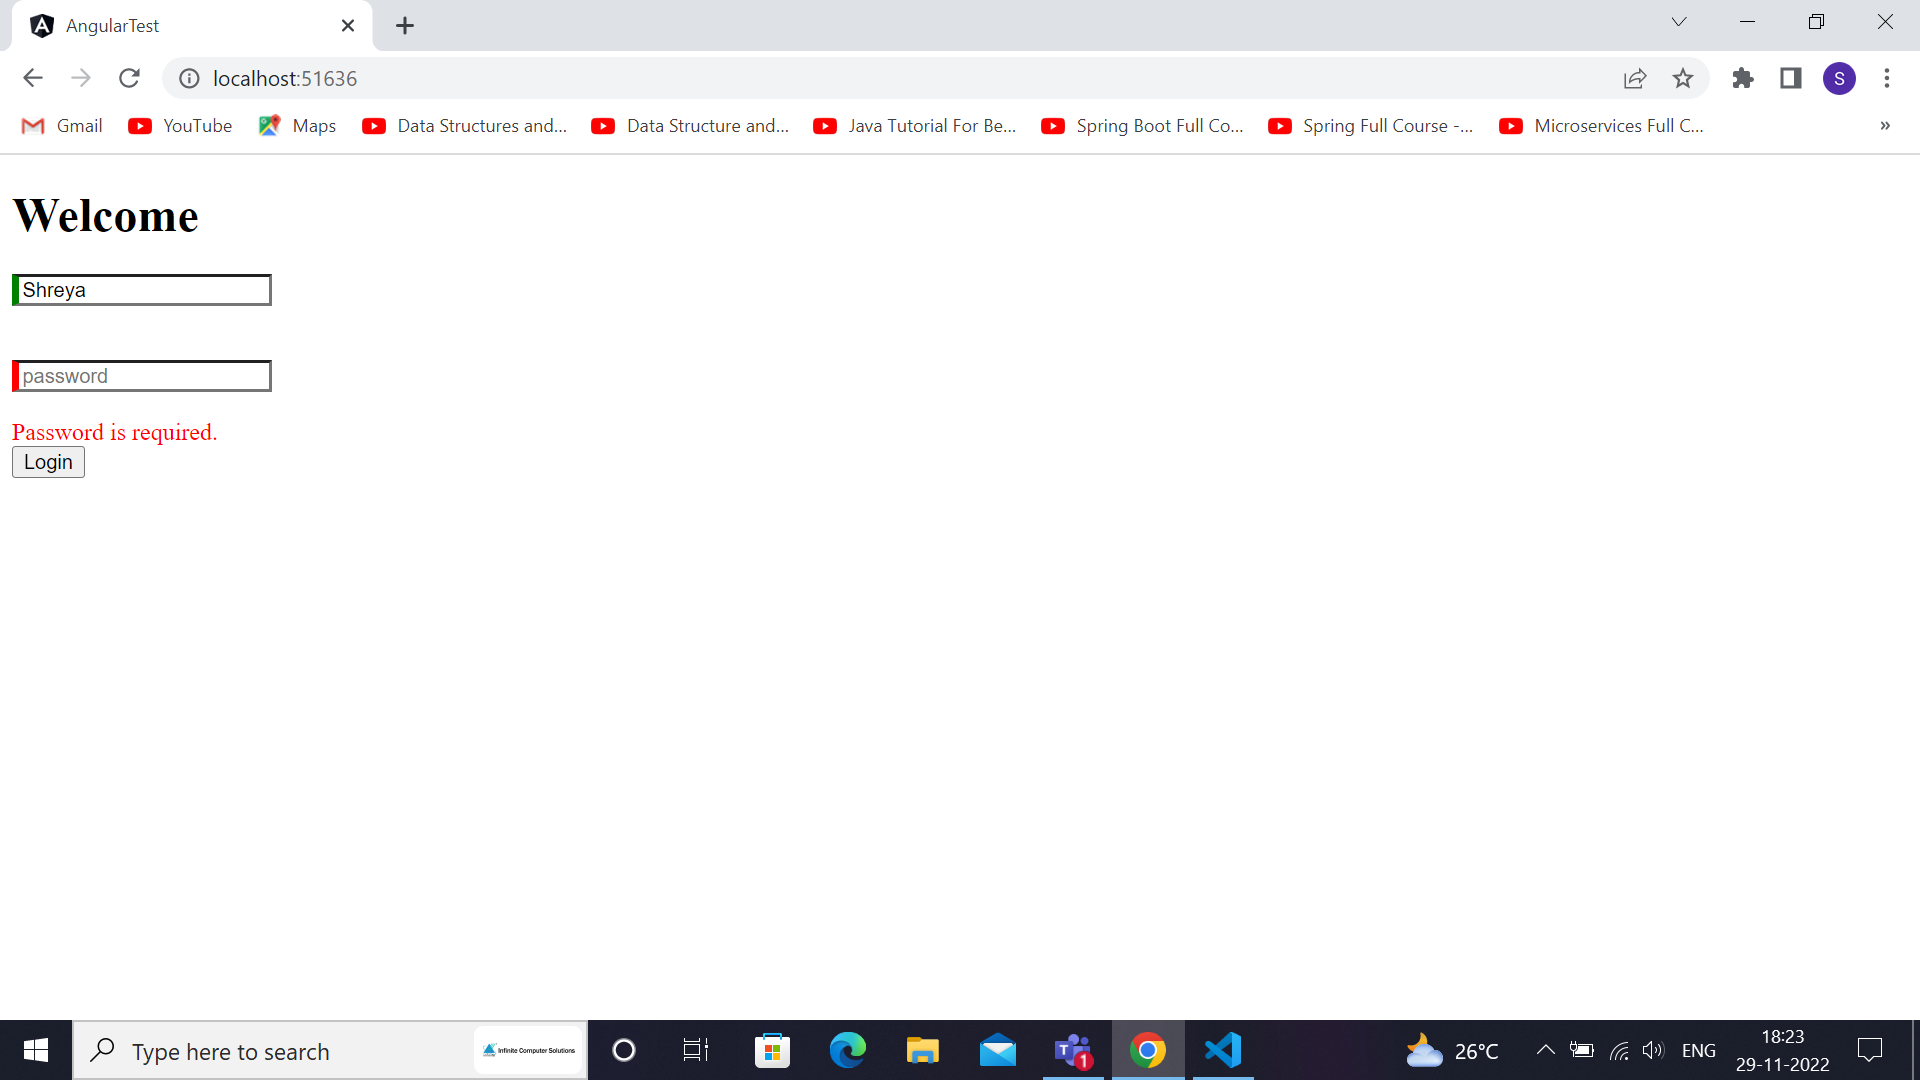 AngularTest
localhost:51636
S
Gmail
YouTube
Maps
Data Structures and...
Data Structure and...
Java Tutorial For Be...
Spring Boot Full Co...
Spring Full Course -...
Microservices Full C...
»
Welcome
Shreya
password
Password is required.
Login
Type here to search
Infinite Computer Solutions
T
1
26°C
ENG
18:23
29-11-2022